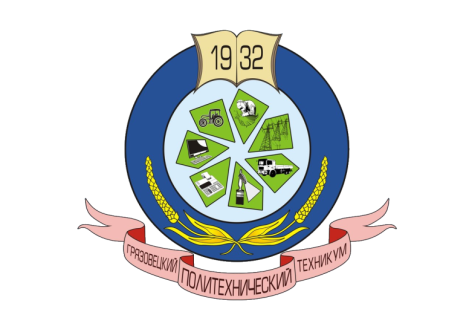 1932
ГРЯЗОВЕЦКИЙ ПОЛИТЕХНИЧЕСКИЙ ТЕХНИКУМ